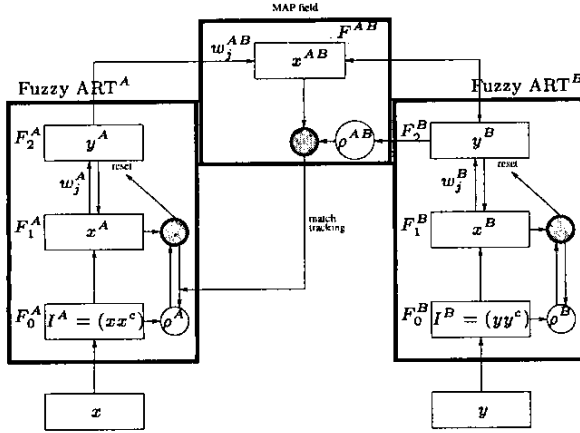 MAP field
w_j^{AB}
F^{AB}
x^{AB}
Fuzzy ART^A
Fuzzy ART^B
F_2^A
y^A
ρ^{AB}
F_2^B
y^B
reset
reset
w_j^A
w_j^B
F_1^A
x^A
match
tracking
F_1^B
x^B
F_0^A
I^A = (xx^c)
ρ^A
F_0^B
I^B = (yy^c)
ρ^B
x
y